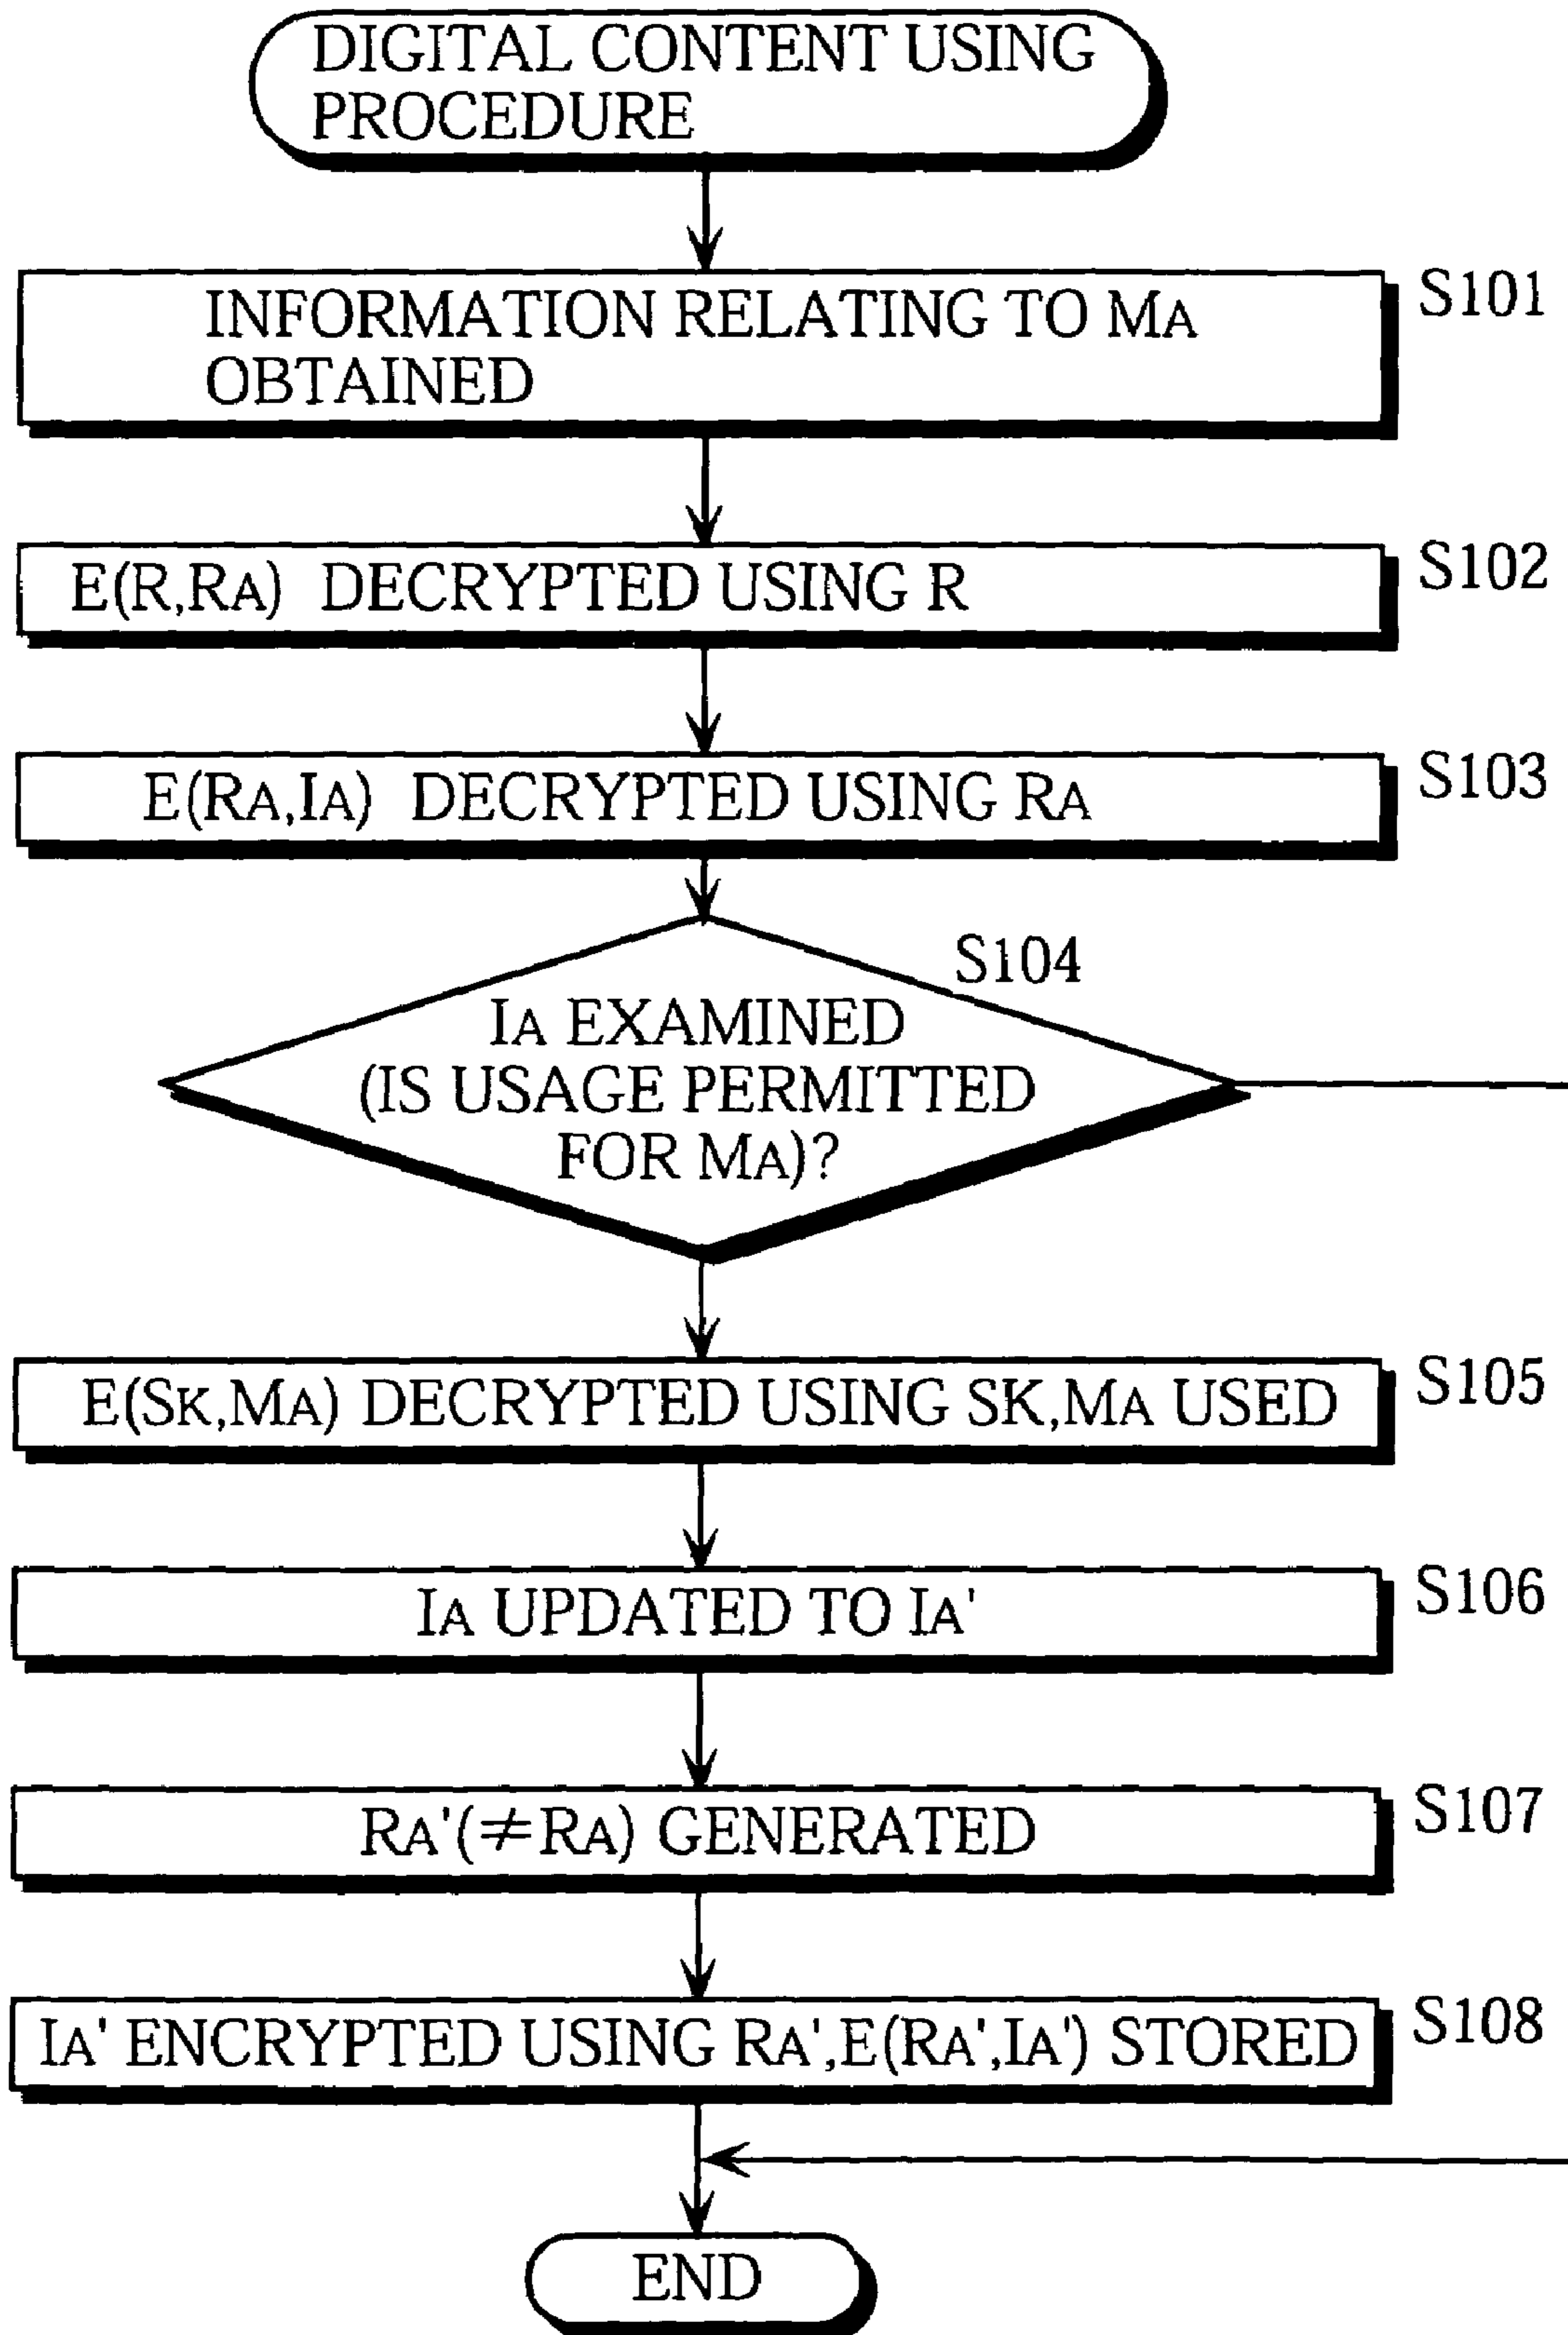 DIGITAL CONTENT USING
PROCEDURE
INFORMATION RELATING TO MA
OBTAINED
S101
E(R,RA) DECRYPTED USING R
S102
E(RA,IA) DECRYPTED USING RA
S103
S104
IA EXAMINED
(IS USAGE PERMITTED
FOR MA)?
E(SK,MA) DECRYPTED USING SK,MA USED
S105
IA UPDATED TO IA'
S106
RA'(≠RA) GENERATED
S107
IA' ENCRYPTED USING RA',E(RA',IA') STORED
S108
END